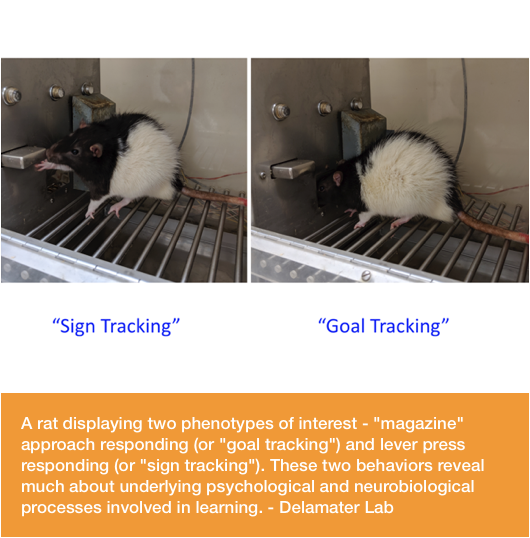 “Sign Tracking”
“Goal Tracking”
A rat displaying two phenotypes of interest - "magazine"
approach responding (or "goal tracking") and lever press
responding (or "sign tracking"). These two behaviors reveal
much about underlying psychological and neurobiological
processes involved in learning. - Delamater Lab